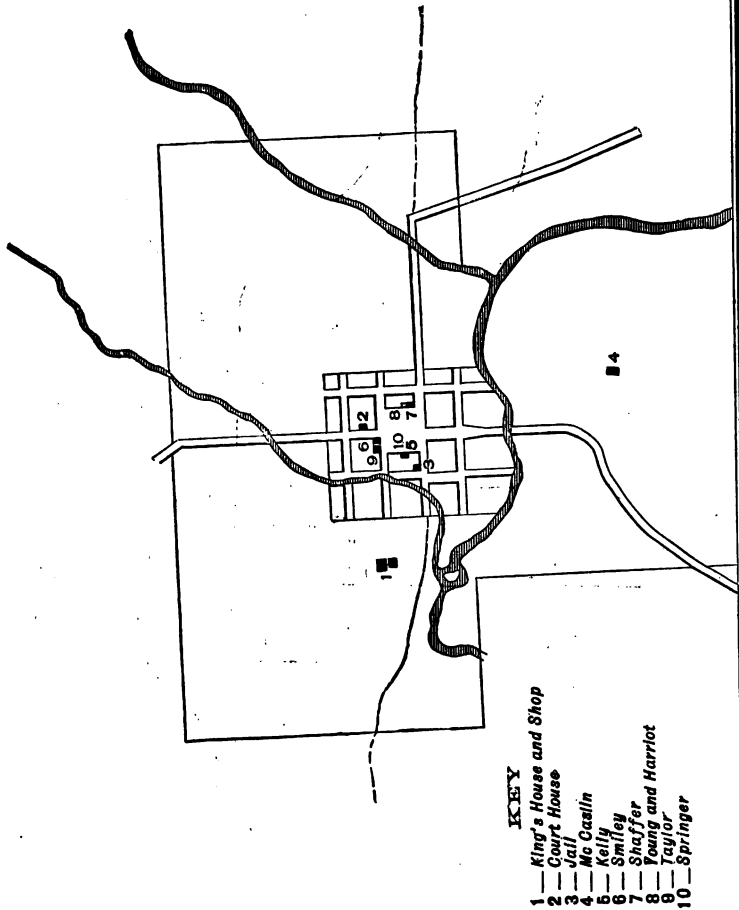 1
9
6
2
10
5
3
8
7
4
KEY
1 — King's House and Shop
2 — Court House
3 — Jail
4 — Mc Caslin
5 — Kelly
6 — Smiley
7 — Shaffer
8 — Young and Harriot
9 — Taylor
10 — Springer